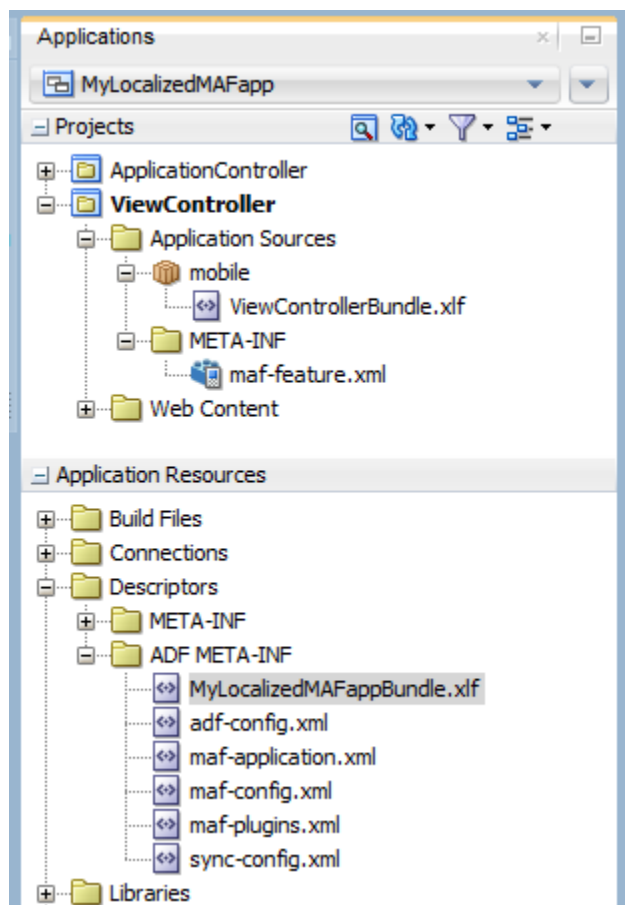 Applications
MyLocalizedMAFapp
Projects
ApplicationController
ViewController
Application Sources
mobile
ViewControllerBundle.xlf
META-INF
maf-feature.xml
Web Content
Application Resources
Build Files
Connections
Descriptors
META-INF
ADF META-INF
MyLocalizedMAFappBundle.xlf
adf-config.xml
maf-application.xml
maf-config.xml
maf-plugins.xml
sync-config.xml
Libraries